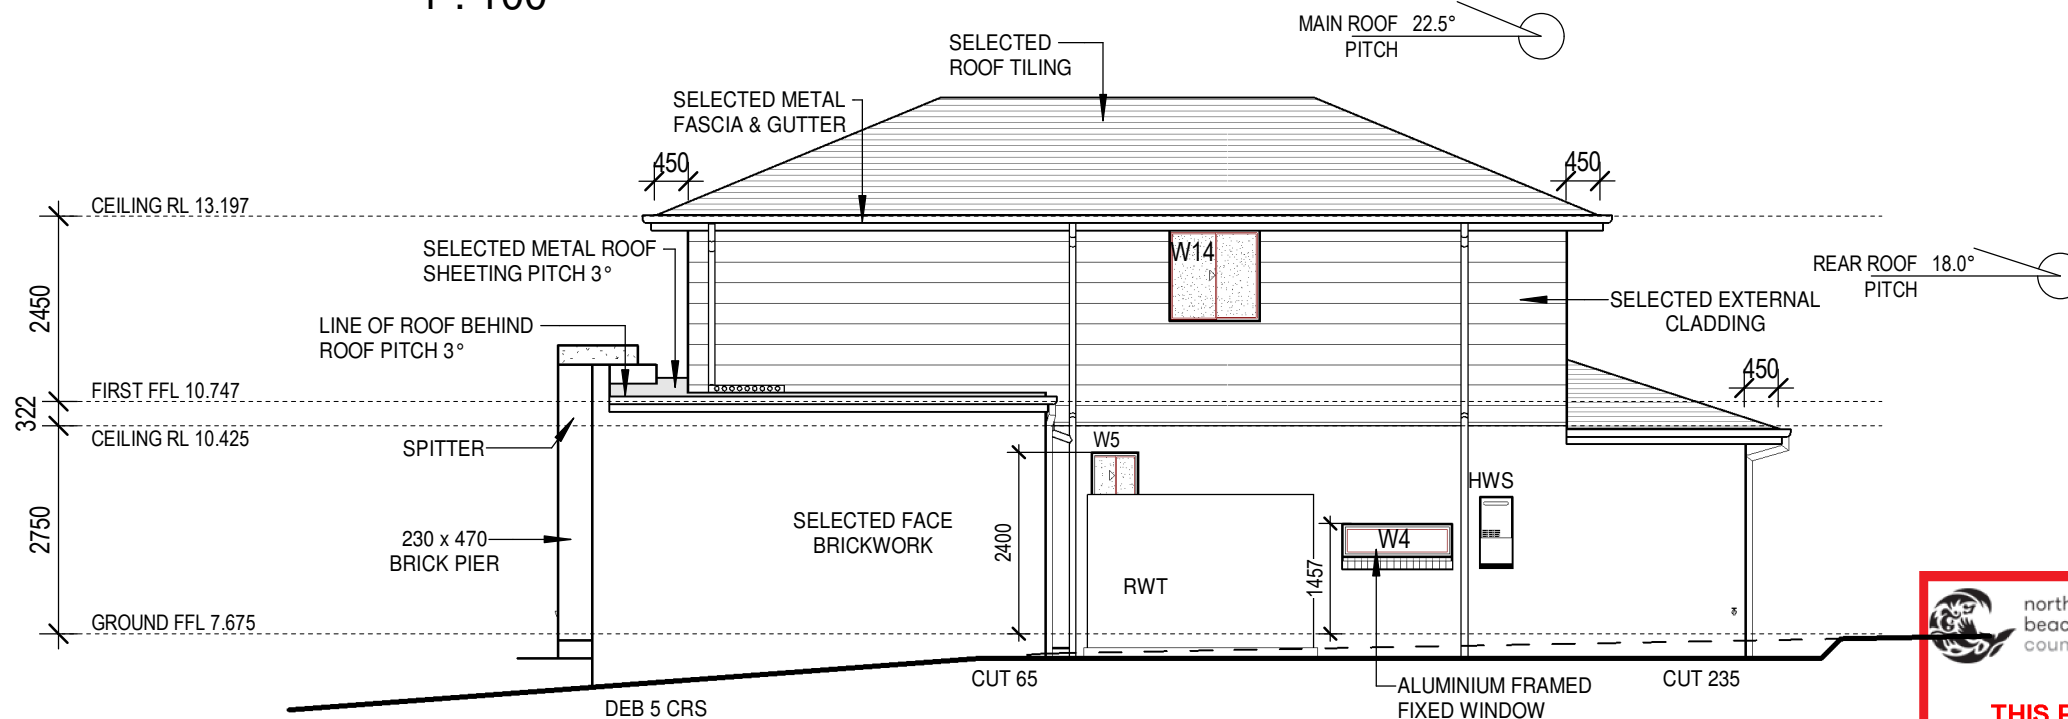 1 : 100
MAIN ROOF 22.5°
PITCH
SELECTED
ROOF TILING
SELECTED METAL
FASCIA & GUTTER
450
450
CEILING RL 13.197
SELECTED METAL ROOF
SHEETING PITCH 3°
W14
REAR ROOF 18.0°
PITCH
2450
SELECTED EXTERNAL
CLADDING
LINE OF ROOF BEHIND
ROOF PITCH 3°
450
FIRST FFL 10.747
322
CEILING RL 10.425
SPITTER
W5
HWS
2750
230 x 470
BRICK PIER
SELECTED FACE
BRICKWORK
2400
W4
1457
RWT
GROUND FFL 7.675
CUT 65
CUT 235
ALUMINIUM FRAMED
FIXED WINDOW
DEB 5 CRS
north
beac
coun
THIS